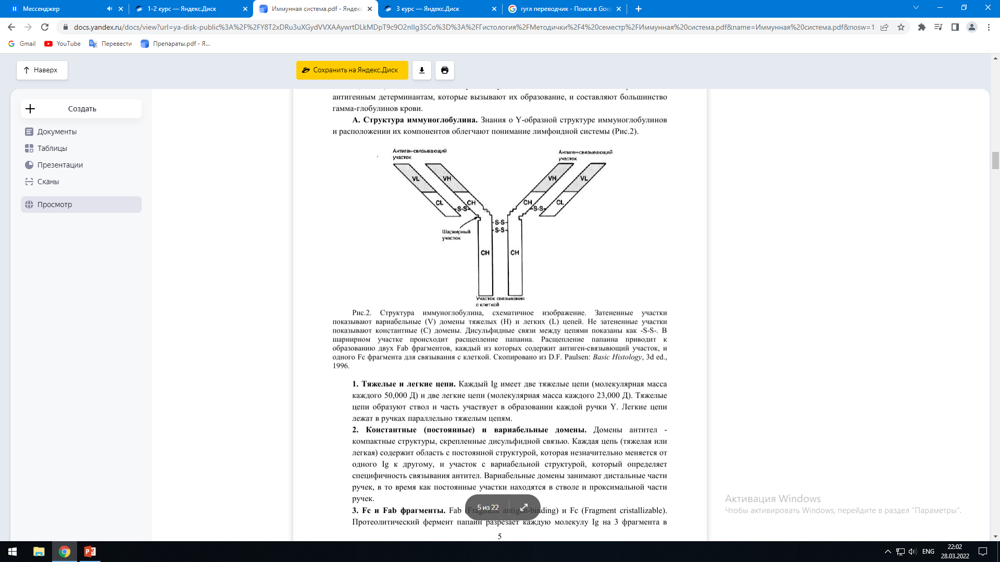 Мессенджер
1-2 курс — Яндекс.Диск
Иммунная система.pdf - Яндекс
3 курс — Яндекс.Диск
гугл переводчик - Поиск в Goo
docs.yandex.ru/docs/view?url=ya-disk-public%3A%2F%2FY8T2xDRu3uXGydVVXAAywrtDLkMDpT9c9O2nIlg3SCo%3D%3A%2FГистология%2FМетодички%2F4%20семестр%2FИммунная%20система.pdf&name=Иммунная%20система.pdf&nosw=1
Gmail
YouTube
Перевести
Препараты.pdf - Я...
Наверх
Сохранить на Яндекс.Диск
Создать
Документы
Таблицы
Презентации
Сканы
Просмотр
антигенным детерминантам, которые вызывают их образование, и составляют большинство
гамма-глобулинов крови.
А. Структура иммуноглобулина. Знания о Y-образной структуре иммуноглобулинов
и расположении их компонентов облегчают понимание лимфоидной системы (Рис.2).
Антиген-связывающий
участок
Антиген-связывающий
участок
VL
VH
VH
VL
CL
CH
CH
CL
-S-S-
-S-S-
-S-S-
-S-S-
Шарнирный
участок
CH
CH
Участок связывания
с клеткой
Рис.2. Структура иммуноглобулина, схематичное изображение. Затененные участки
показывают вариабельные (V) домены тяжелых (H) и легких (L) цепей. Не затененные участки
показывают константные (C) домены. Дисульфидные связи между цепями показаны как -S-S-. В
шарнирном участке происходит расщепление папаина. Расщепление папаина приводит к
образованию двух Fab фрагментов, каждый из которых содержит антиген-связывющий участок, и
одного Fc фрагмента для связывания с клеткой. Скопировано из D.F. Paulsen: Basic Histology, 3d ed.,
1996.
1. Тяжелые и легкие цепи. Каждый Ig имеет две тяжелые цепи (молекулярная масса
каждого 50,000 Д) и две легкие цепи (молекулярная масса каждого 23,000 Д). Тяжелые
цепи образуют ствол и часть участвует в образовании каждой ручки Y. Легкие цепи
лежат в ручках параллельно тяжелым цепям.
2. Константные (постоянные) и вариабельные домены. Домены антител -
компактные структуры, скрепленные дисульфидной связью. Каждая цепь (тяжелая или
легкая) содержит область с постоянной структурой, которая незначительно меняется от
одного Ig к другому, и участок с вариабельной структурой, который определяет
специфичность связывания антител. Вариабельные домены занимают дистальные части
ручек, в то время как постоянные участки находятся в стволе и проксимальной части
ручек.
5 из 22
3. Fc и Fab фрагменты. Fab (Fragment antigen-binding) и Fc (Fragment cristallizable).
Протеолитический фермент папаин разрезает каждую молекулу Ig на 3 фрагмента в
5
Активация Windows
Чтобы активировать Windows, перейдите в раздел "Параметры".
ENG
22:02
28.03.2022